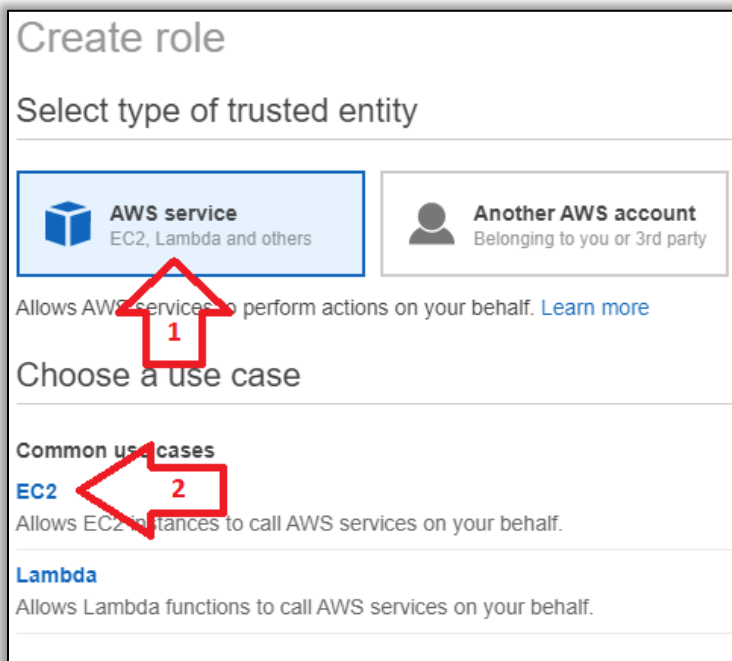 Create role
Select type of trusted entity
AWS service
EC2, Lambda and others
Another AWS account
Belonging to you or 3rd party
Allows AWS services to perform actions on your behalf. Learn more
1
Choose a use case
Common use cases
EC2
2
Allows EC2 instances to call AWS services on your behalf.
Lambda
Allows Lambda functions to call AWS services on your behalf.